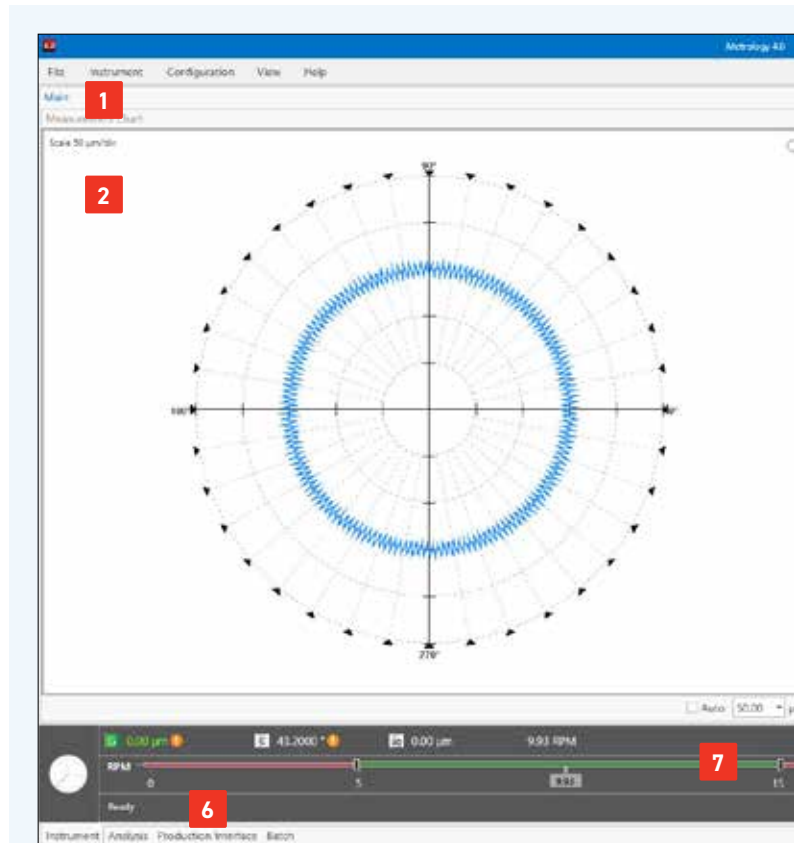 Metrology 4.0
File Instrument Configuration View Help
Main
1
Measurement Chart
Scale 50 µm/div
2
90°
180°
0°
270°
Auto 50.00
0.00 µm 43.2000 ° 0.00 µm 9.93 RPM
7
RPM
0 5 9.93 15
Ready
6
Instrument Analysis Production Interface Batch